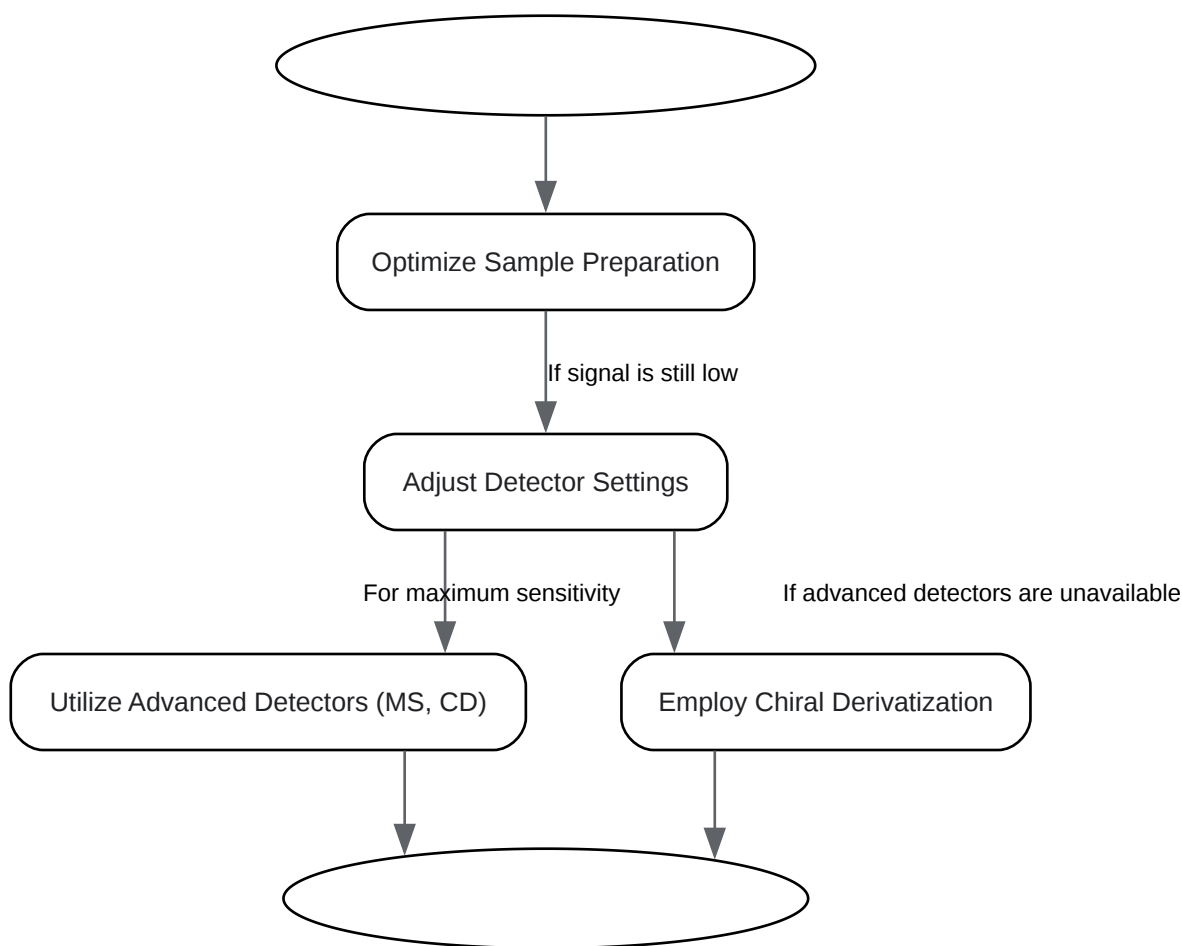 Optimize Sample Preparation
If signal is still low
Adjust Detector Settings
For maximum sensitivity
If advanced detectors are unavailable
Utilize Advanced Detectors (MS, CD)
Employ Chiral Derivatization